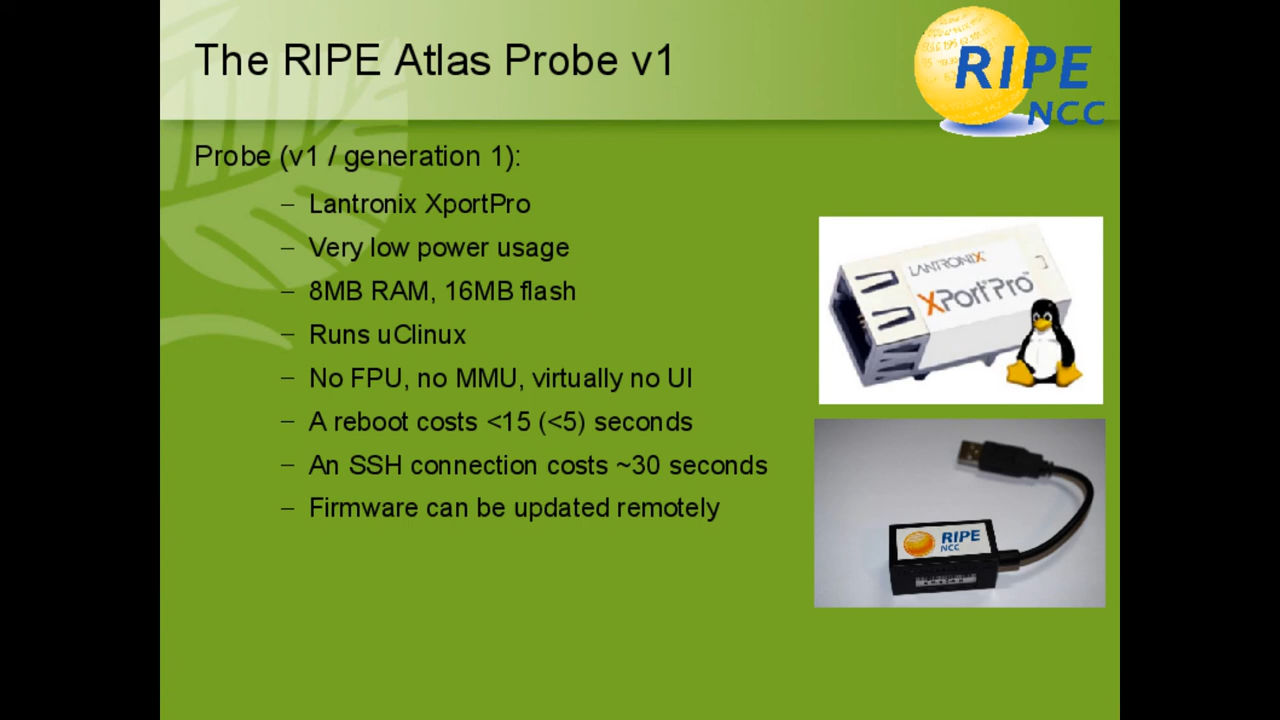 The RIPE Atlas Probe v1
RIPE
NCC
Probe (v1 / generation 1):
– Lantronix XportPro
– Very low power usage
– 8MB RAM, 16MB flash
– Runs uClinux
– No FPU, no MMU, virtually no UI
– A reboot costs <15 (<5) seconds
– An SSH connection costs ~30 seconds
– Firmware can be updated remotely
LANTRONIX
XPort Pro™
RIPE
NCC